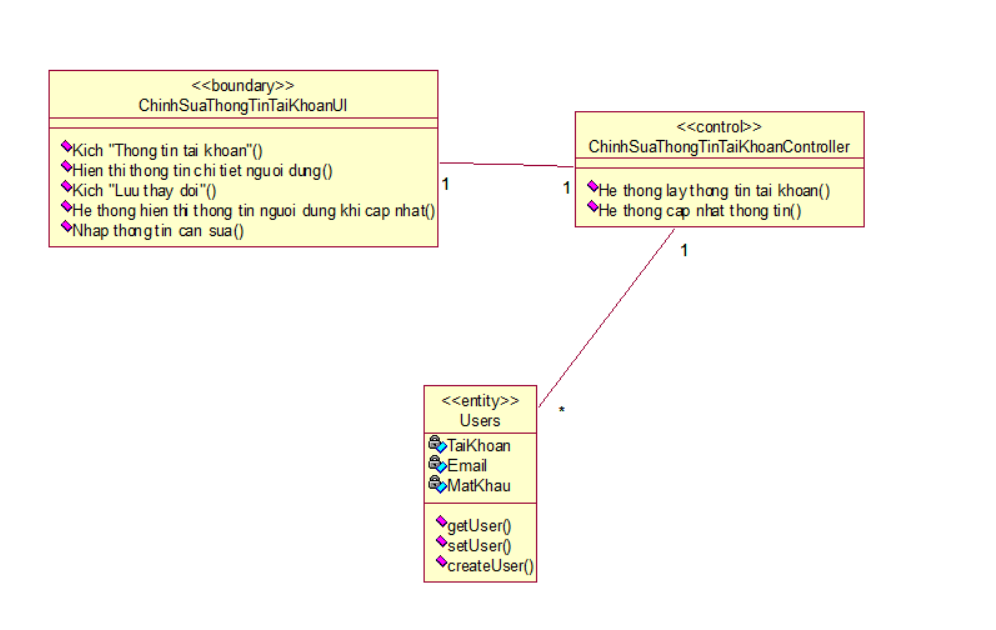 <<boundary>>
ChinhSuaThongTinTaiKhoanUI
Kich "Thong tin tai khoan"()
Hien thi thong tin chi tiet nguoi dung()
Kich "Luu thay doi"()
He thong hien thi thong tin nguoi dung khi cap nhat()
Nhap thong tin can sua()
1
1
<<control>>
ChinhSuaThongTinTaiKhoanController
He thong lay thong tin tai khoan()
He thong cap nhat thong tin()
1
*
<<entity>>
Users
TaiKhoan
Email
MatKhau
getUser()
setUser()
createUser()